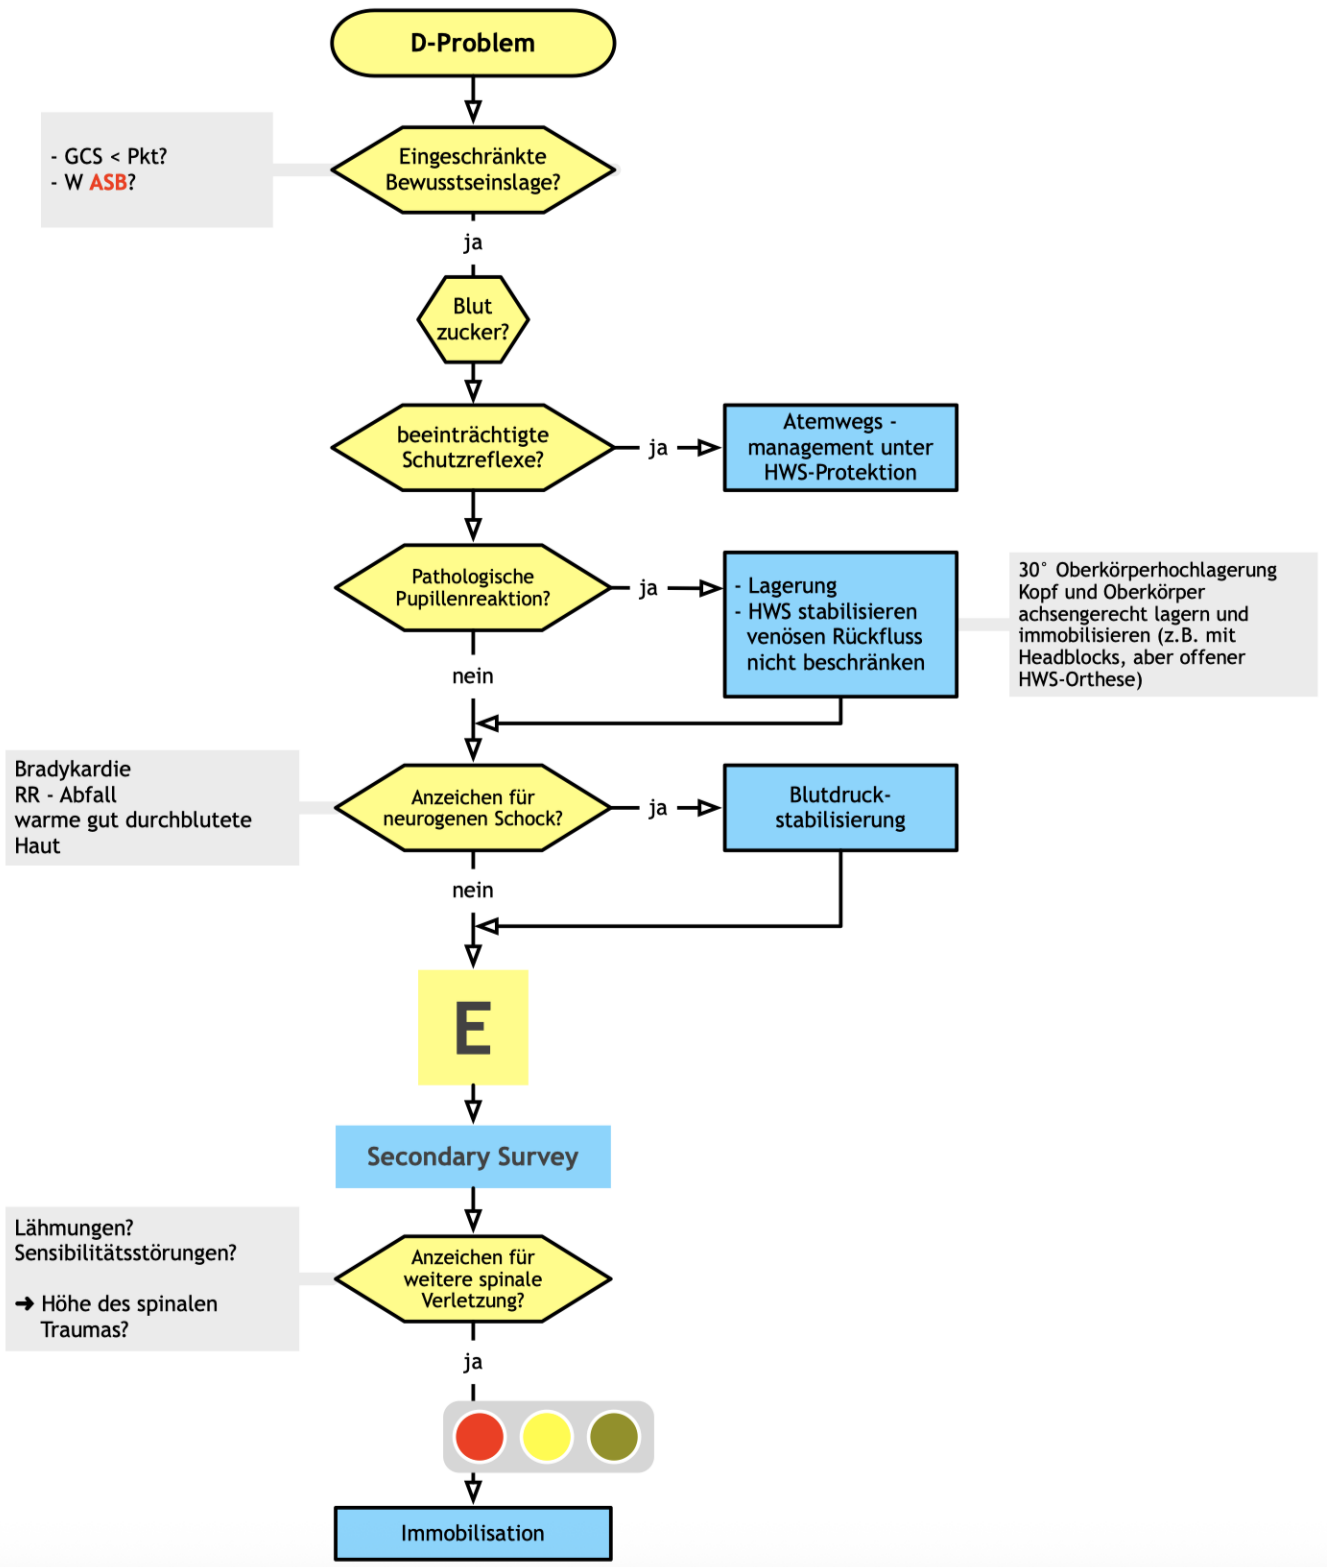 D-Problem
- GCS < Pkt?
- W ASB?
Eingeschränkte
Bewusstseinslage?
ja
Blut
zucker?
beeinträchtigte
Schutzreflexe?
ja
Atemwegs -
management unter
HWS-Protektion
Pathologische
Pupillenreaktion?
ja
- Lagerung
- HWS stabilisieren
venösen Rückfluss
nicht beschränken
30° Oberkörperhochlagerung
Kopf und Oberkörper
achsengerecht lagern und
immobilisieren (z.B. mit
Headblocks, aber offener
HWS-Orthese)
nein
Bradykardie
RR - Abfall
warme gut durchblutete
Haut
Anzeichen für
neurogenen Schock?
ja
Blutdruck-
stabilisierung
nein
E
Secondary Survey
Lähmungen?
Sensibilitätsstörungen?
➜ Höhe des spinalen
Traumas?
Anzeichen für
weitere spinale
Verletzung?
ja
Immobilisation